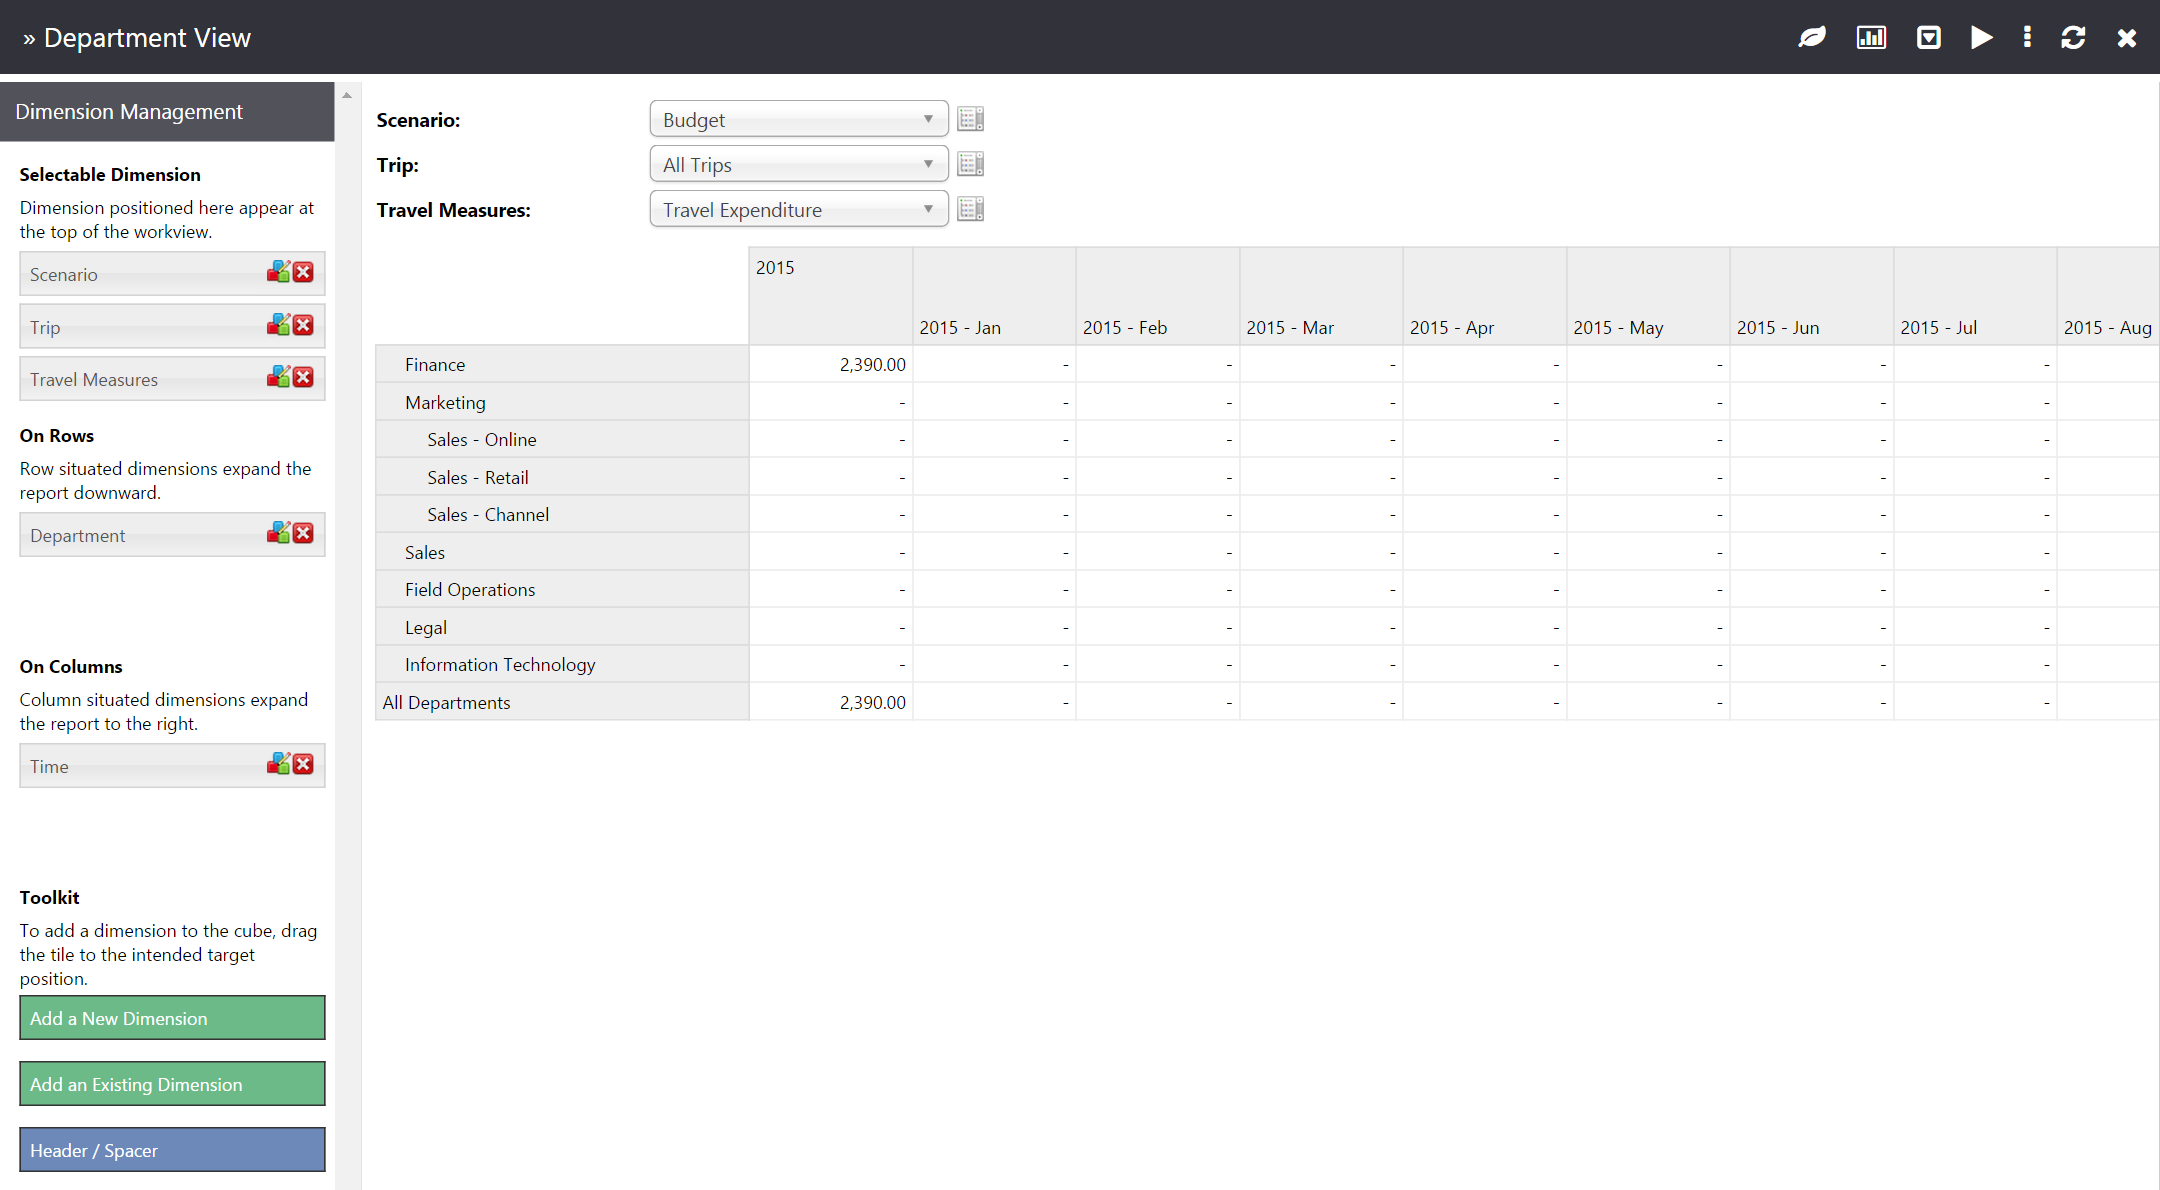 » Department View
Dimension Management
Selectable Dimension
Dimension positioned here appear at
the top of the workview.
Scenario
Trip
Travel Measures
On Rows
Row situated dimensions expand the
report downward.
Department
On Columns
Column situated dimensions expand
the report to the right.
Time
Toolkit
To add a dimension to the cube, drag
the tile to the intended target
position.
Add a New Dimension
Add an Existing Dimension
Header / Spacer
Scenario: Budget
Trip: All Trips
Travel Measures: Travel Expenditure
2015
2015 - Jan 2015 - Feb 2015 - Mar 2015 - Apr 2015 - May 2015 - Jun 2015 - Jul 2015 - Aug
Finance 2,390.00 - - - - - - -
Marketing - - - - - - - -
Sales - Online - - - - - - - -
Sales - Retail - - - - - - - -
Sales - Channel - - - - - - - -
Sales - - - - - - - -
Field Operations - - - - - - - -
Legal - - - - - - - -
Information Technology - - - - - - - -
All Departments 2,390.00 - - - - - - -